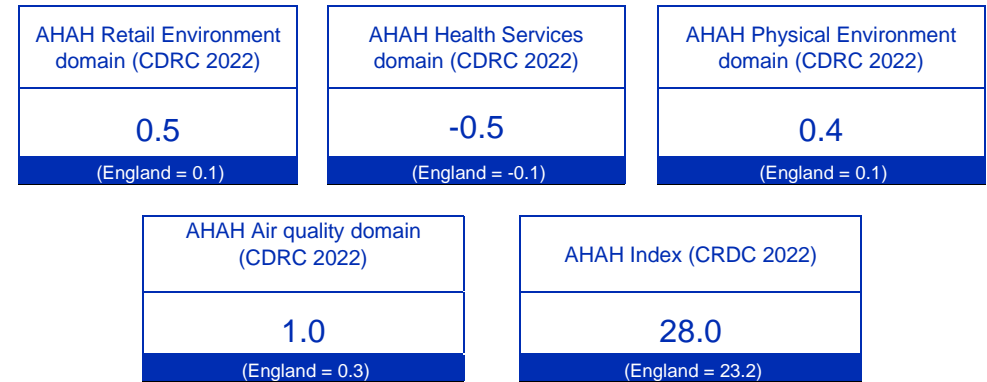 AHAH Retail Environment
domain (CDRC 2022)
0.5
(England = 0.1)
AHAH Health Services
domain (CDRC 2022)
-0.5
(England = -0.1)
AHAH Physical Environment
domain (CDRC 2022)
0.4
(England = 0.1)
AHAH Air quality domain
(CDRC 2022)
1.0
(England = 0.3)
AHAH Index (CRDC 2022)
28.0
(England = 23.2)